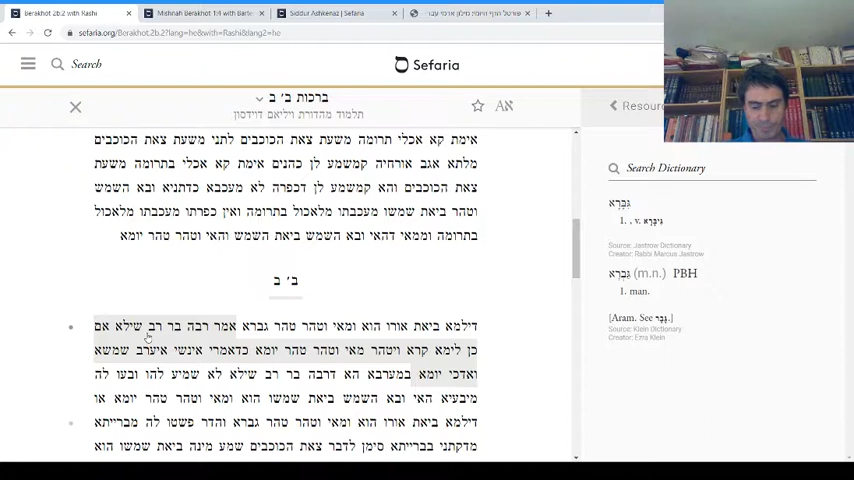 Berakhot 2b:2 with Rashi
Mishnah Berakhot 1:4 with Barte
Siddur Ashkenaz | Sefaria
sefaria.org/Berakhot.2b.2?lang=he&with=Rashi&lang2=he
Search
Sefaria
ברכות ב׳ ב
תלמוד מהדורת ויליאם דוידסון
Resour
אימת קא אכלי תרומה משעת צאת הכוכבים לתני משעת צאת הכוכבים
מלתא אגב אורחיה קמשמע לן כהנים אימת קא אכלי בתרומה משעת
צאת הכוכבים והא קמשמע לן דכפרה לא מעכבא כדתניא ובא השמש
וטהר ביאת שמשו מעכבתו מלאכול בתרומה ואין כפרתו מעכבתו מלאכול
בתרומה וממאי דהאי ובא השמש ביאת השמש והאי וטהר טהר יומא
ב׳ ב
דילמא ביאת אורו הוא ומאי וטהר טהר גברא אמר רבה בר רב שילא אם
כן לימא קרא ויטהר מאי וטהר טהר יומא כדאמרי אינשי איערב שמשא
ואדכי יומא במערבא הא דרבה בר רב שילא לא שמיע להו ובעו לה
מיבעיא האי ובא השמש ביאת שמשו הוא ומאי וטהר טהר יומא או
דילמא ביאת אורו הוא ומאי וטהר טהר גברא והדר פשטו לה מברייתא
מדקתני בברייתא סימן לדבר צאת הכוכבים שמע מינה ביאת שמשו הוא
Search Dictionary
גַּבְרָא
1. , v. גּוּבְרָא
Source: Jastrow Dictionary
Creator: Rabbi Marcus Jastrow
גַּבְרָא (m.n.) PBH
1. man.
[Aram. See גֶּבֶר.]
Source: Klein Dictionary
Creator: Ezra Klein